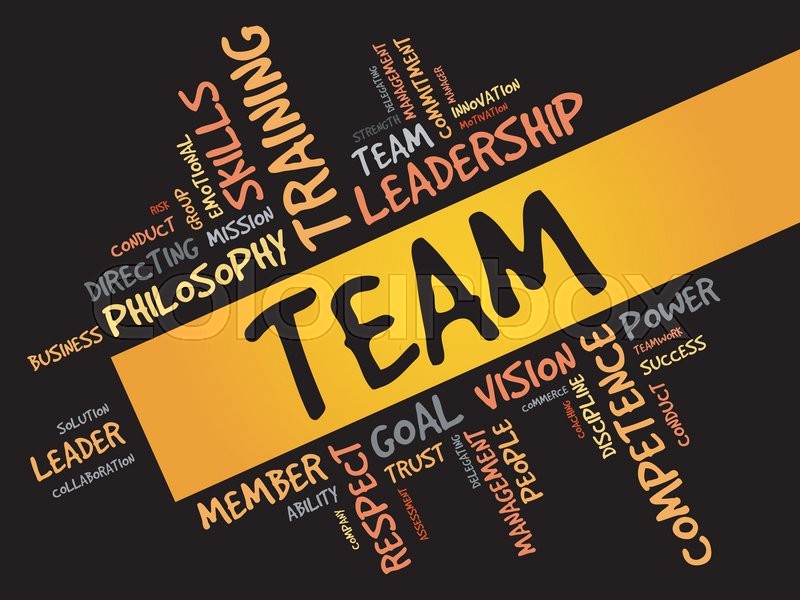 TRAINING
SKILLS
EMOTIONAL
GROUP
RISK
CONDUCT
MISSION
DIRECTING
PHILOSOPHY
BUSINESS
DELEGATING
MANAGEMENT
COMMITMENT
MANAGER
INNOVATION
MOTIVATION
STRENGTH
TEAM
LEADERSHIP
TEAM
colourbox
SOLUTION
LEADER
COLLABORATION
MEMBER
ABILITY
COMPANY
RESPECT
GOAL
TRUST
ASSESSMENT
DELEGATING
MANAGEMENT
PEOPLE
VISION
COMMERCE
COACHING
DISCIPLINE
COMPETENCE
POWER
TEAMWORK
SUCCESS
CONDUCT